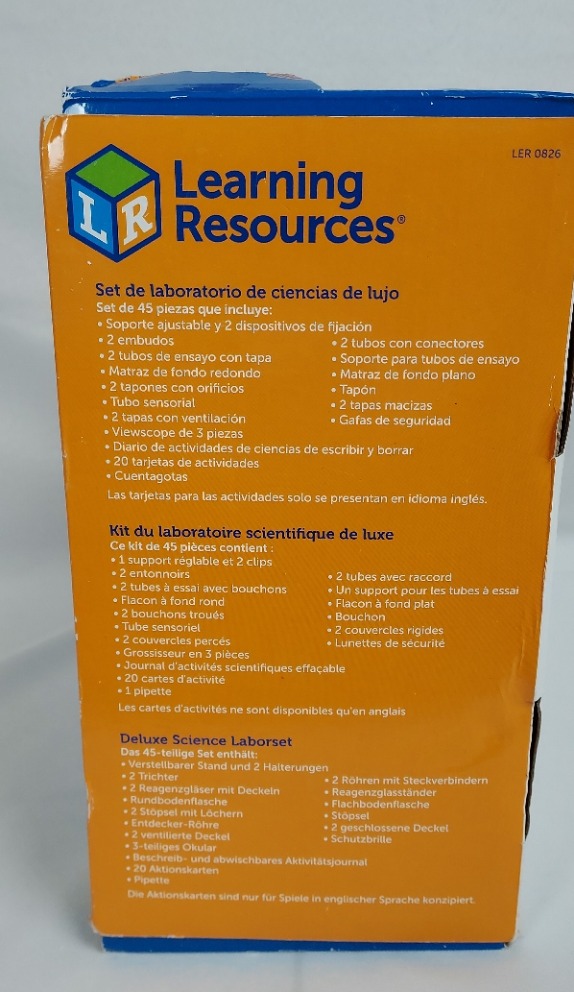 LER 0826
LR
Learning
Resources®
Set de laboratorio de ciencias de lujo
Set de 45 piezas que incluye:
• Soporte ajustable y 2 dispositivos de fijación
• 2 embudos
• 2 tubos de ensayo con tapa
• Matraz de fondo redondo
• 2 tapones con orificios
• Tubo sensorial
• 2 tapas con ventilación
• Viewscope de 3 piezas
• 2 tubos con conectores
• Soporte para tubos de ensayo
• Matraz de fondo plano
• Tapón
• 2 tapas macizas
• Gafas de seguridad
• Diario de actividades de ciencias de escribir y borrar
• 20 tarjetas de actividades
• Cuentagotas
Las tarjetas para las actividades solo se presentan en idioma inglés.
Kit du laboratoire scientifique de luxe
Ce kit de 45 pièces contient :
• 1 support réglable et 2 clips
• 2 entonnoirs
• 2 tubes à essai avec bouchons
• Flacon à fond rond
• 2 bouchons troués
• Tube sensoriel
• 2 couvercles percés
• Grossisseur en 3 pièces
• 2 tubes avec raccord
• Un support pour les tubes à essai
• Flacon à fond plat
• Bouchon
• 2 couvercles rigides
• Lunettes de sécurité
• Journal d'activités scientifiques effaçable
• 20 cartes d'activité
• 1 pipette
Les cartes d'activités ne sont disponibles qu'en anglais
Deluxe Science Laborset
Das 45-teilige Set enthält:
• Verstellbarer Stand und 2 Halterungen
• 2 Trichter
• 2 Reagenzgläser mit Deckeln
• Rundbodenflasche
• 2 Stöpsel mit Löchern
• Entdecker-Röhre
• 2 ventilierte Deckel
• 3-teiliges Okular
• 2 Röhren mit Steckverbindern
• Reagenzglasständer
• Flachbodenflasche
• Stöpsel
• 2 geschlossene Deckel
• Schutzbrille
• Beschreib- und abwischbares Aktivitätsjournal
• 20 Aktionskarten
• Pipette
Die Aktionskarten sind nur für Spiele in englischer Sprache konzipiert.